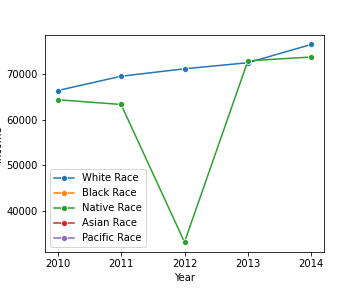 70000
60000
50000
40000
White Race
Black Race
Native Race
Asian Race
Pacific Race
2010 2011 2012 2013 2014
Year